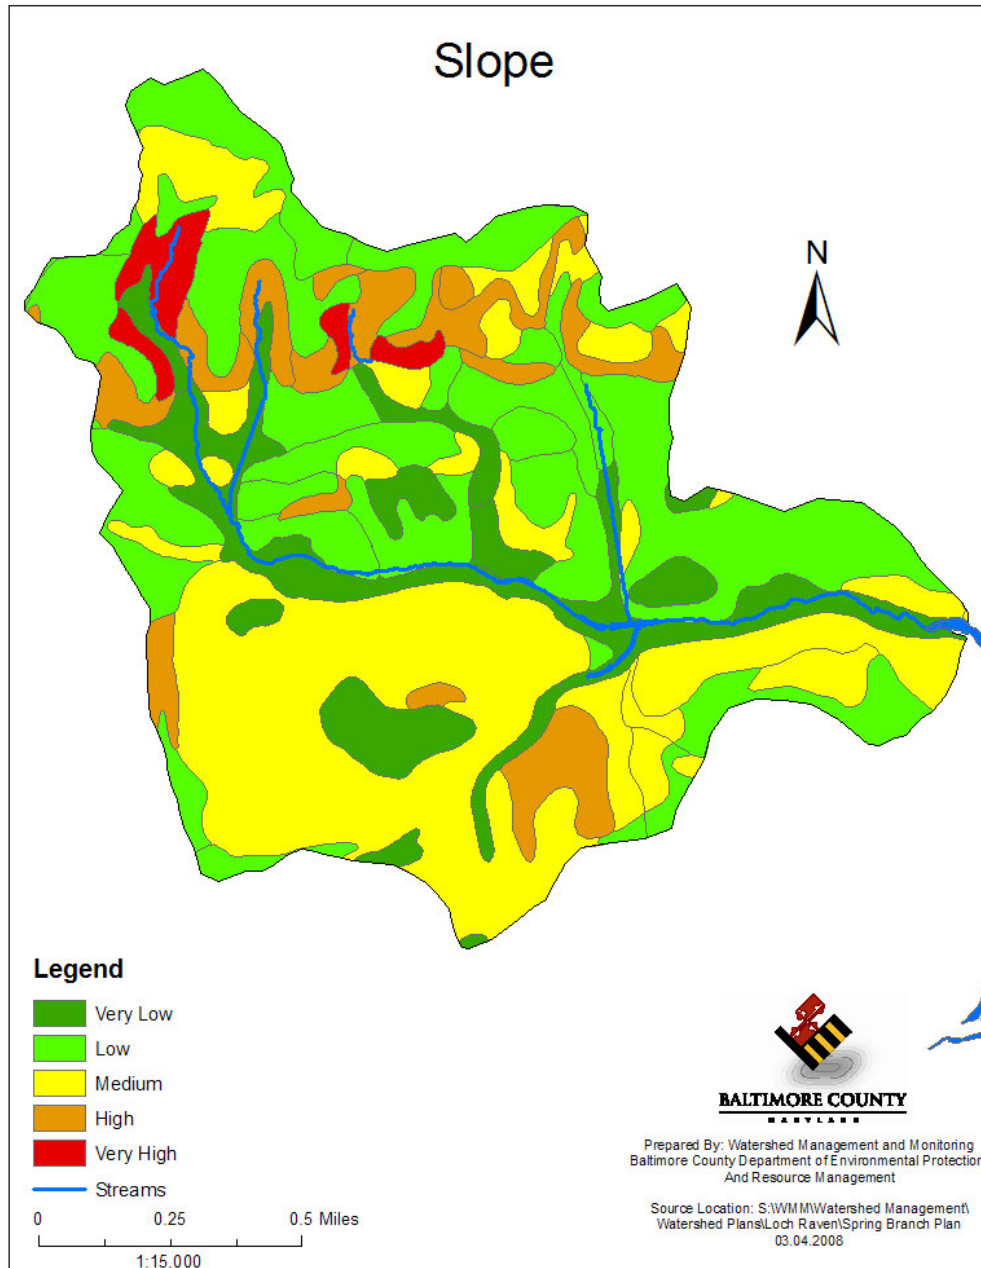 Slope
N
Legend
Very Low
Low
Medium
High
Very High
Streams
0 0.25 0.5 Miles
1:15,000
BALTIMORE COUNTY
MARYLAND
Prepared By: Watershed Management and Monitoring
Baltimore County Department of Environmental Protection
And Resource Management
Source Location: S:\WMM\Watershed Management\
Watershed Plans\Loch Raven\Spring Branch Plan
03.04.2008